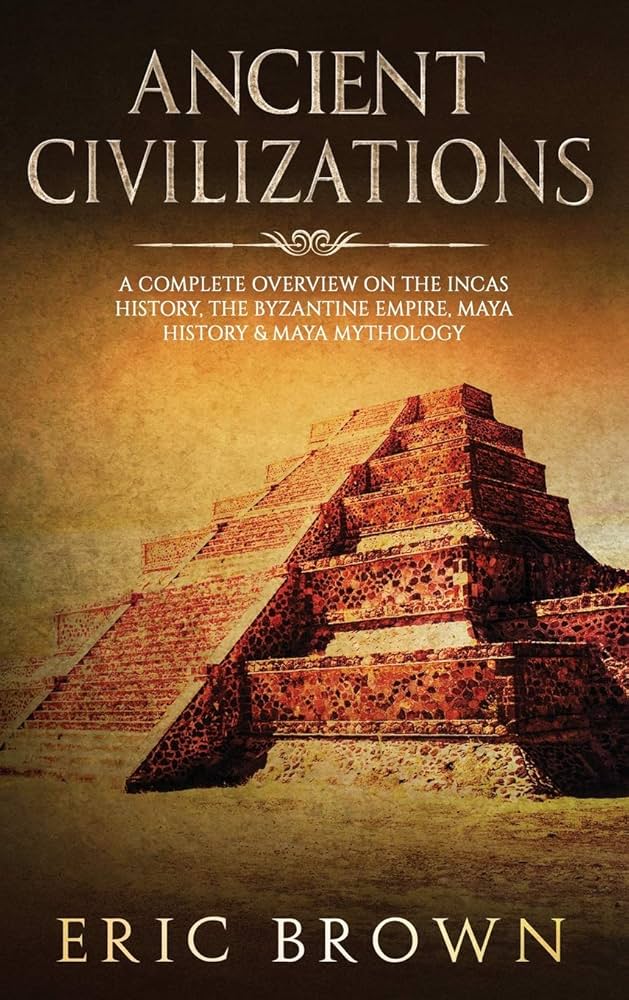 ANCIENT
CIVILIZATIONS
A COMPLETE OVERVIEW ON THE INCAS
HISTORY, THE BYZANTINE EMPIRE, MAYA
HISTORY & MAYA MYTHOLOGY
ERIC BROWN